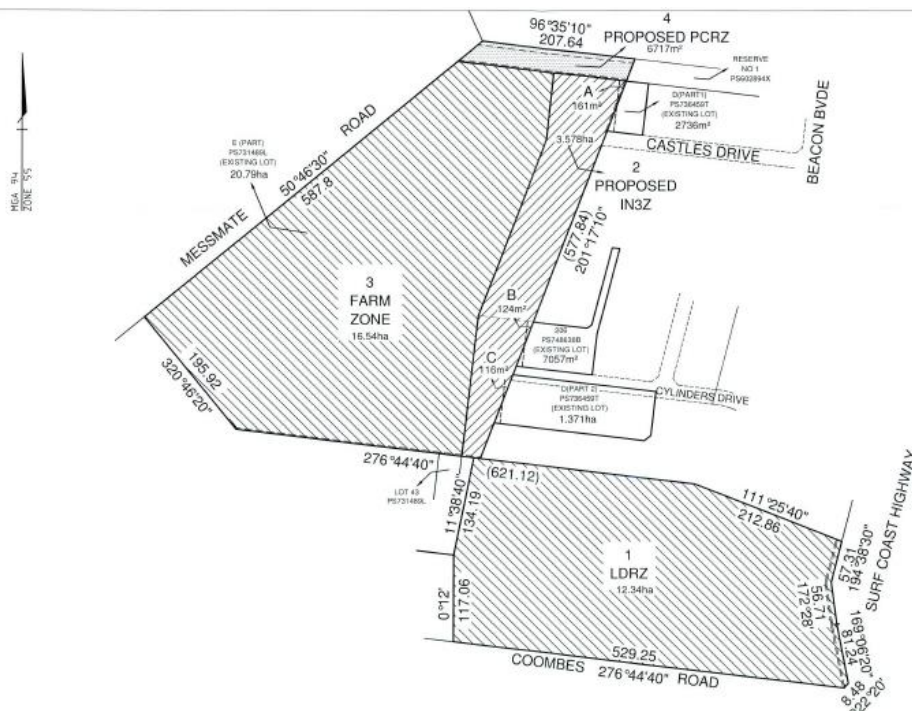 96°35'10"
207.64
4
PROPOSED PCRZ
6717m²
RESERVE
NO 1
PS602894X
A
161m²
D(PART1)
PS736459T
(EXISTING LOT)
2736m²
BEACON BVDE
CASTLES DRIVE
3.578ha
2
PROPOSED
IN3Z
MGA 94
ZONE 55
E (PART)
PS731469L
(EXISTING LOT)
20.79ha
MESSMATE ROAD
50°46'30"
587.8
(577.84)
201°17'10"
3
FARM
ZONE
16.54ha
B
124m²
336
PS748638B
(EXISTING LOT)
7057m²
C
116m²
D(PART 2)
PS736459T
(EXISTING LOT)
1.371ha
CYLINDERS DRIVE
195.92
320°46'20"
276°44'40"
(621.12)
LOT 43
PS731469L
11°38'40"
134.19
111°25'40"
212.86
57.31
194°38'30"
SURF COAST HIGHWAY
1
LDRZ
12.34ha
56.71
172°28'
169°06'20"
81.24
0°12'
117.06
529.25
COOMBES 276°44'40" ROAD
8.48